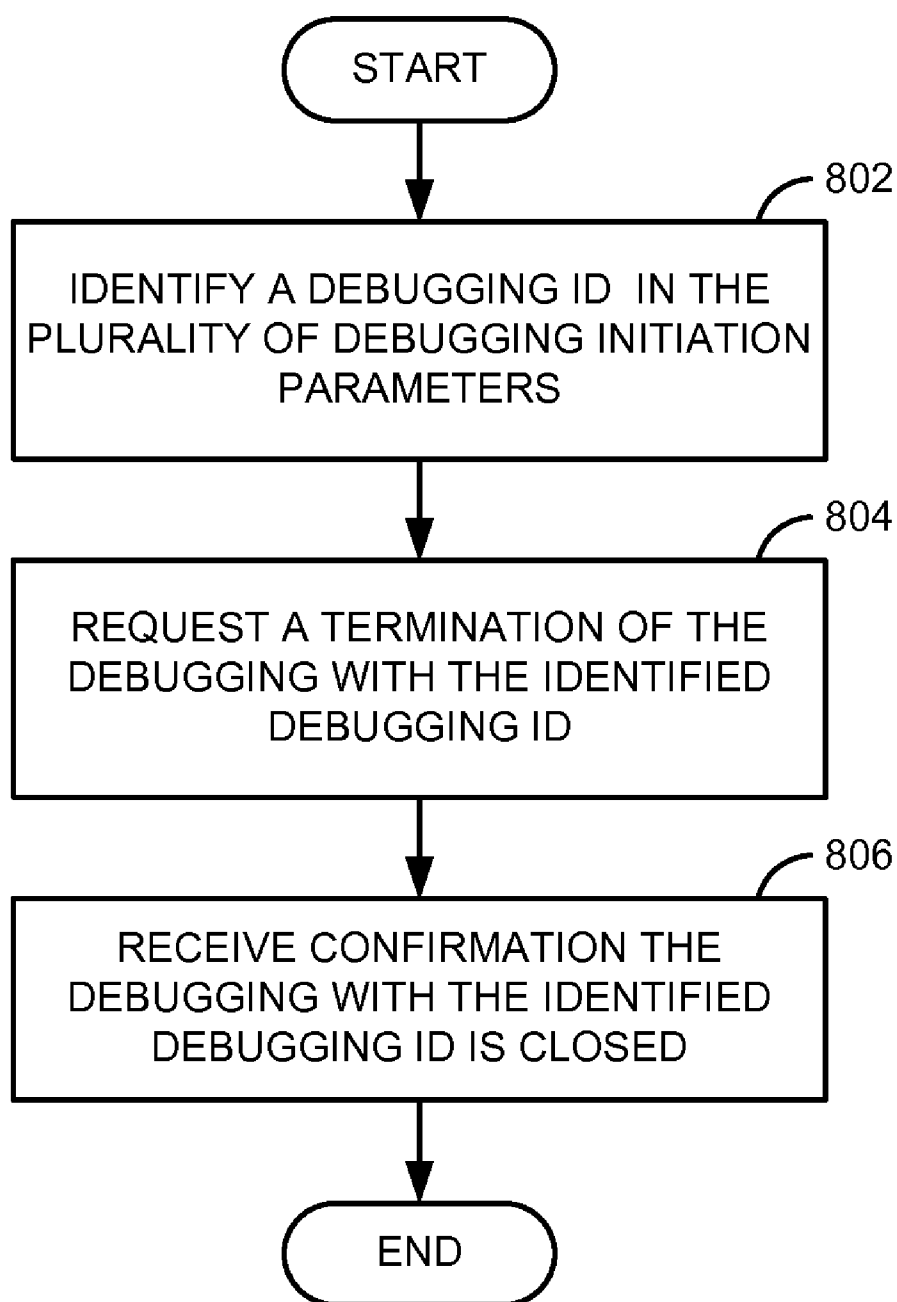 START
802
IDENTIFY A DEBUGGING ID IN THE
PLURALITY OF DEBUGGING INITIATION
PARAMETERS
804
REQUEST A TERMINATION OF THE
DEBUGGING WITH THE IDENTIFIED
DEBUGGING ID
806
RECEIVE CONFIRMATION THE
DEBUGGING WITH THE IDENTIFIED
DEBUGGING ID IS CLOSED
END